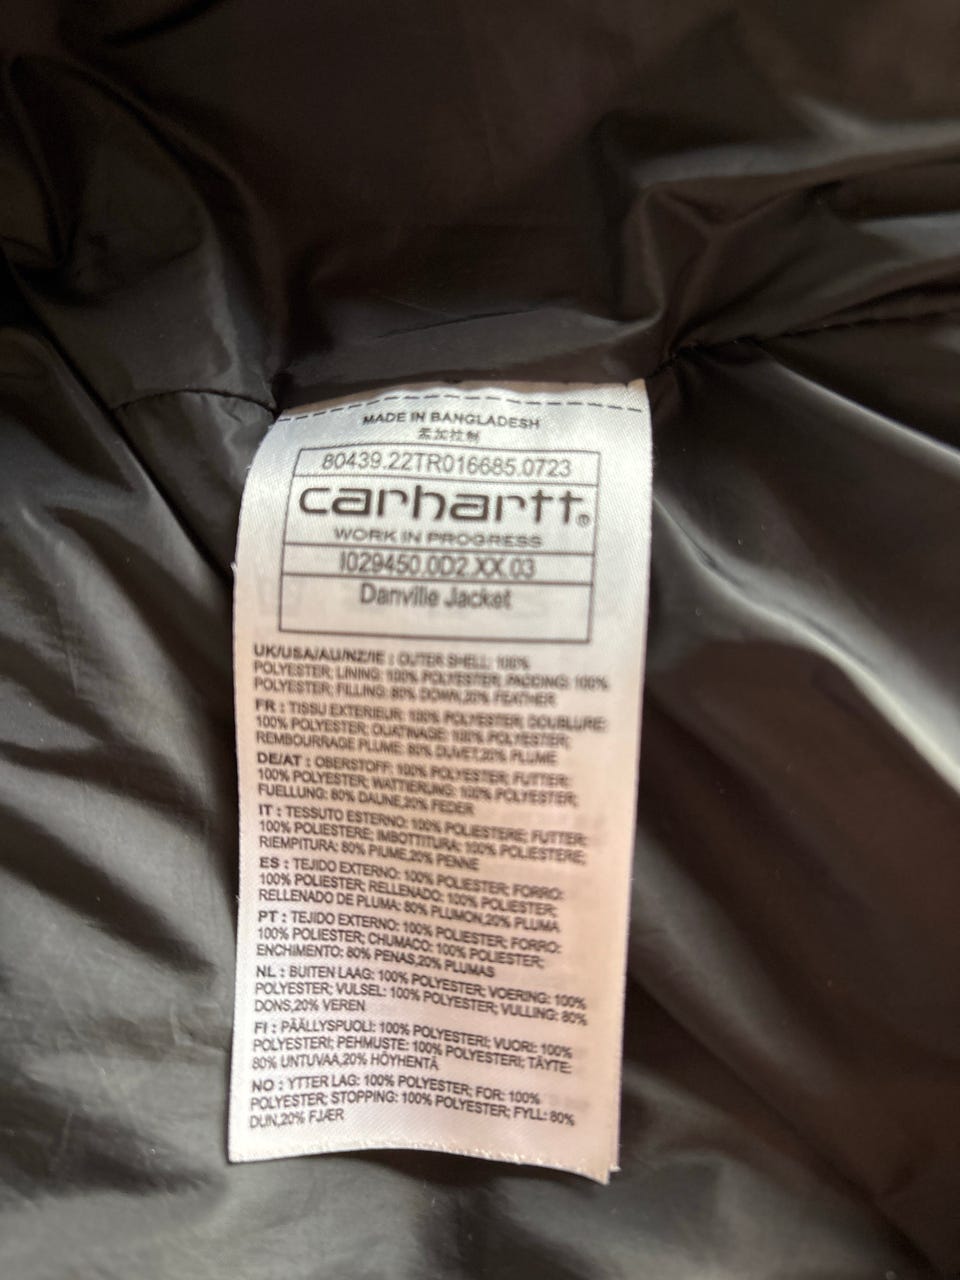 MADE IN BANGLADESH
孟加拉制
80439.22TR016685.0723
carhartt®
WORK IN PROGRESS
I029450.0D2.XX.03
Danville Jacket
UK/USA/AU/NZ/IE : OUTER SHELL: 100%
POLYESTER; LINING: 100% POLYESTER; PADDING: 100%
POLYESTER; FILLING: 80% DOWN,20% FEATHER
FR : TISSU EXTERIEUR: 100% POLYESTER; DOUBLURE:
100% POLYESTER; OUATINAGE: 100% POLYESTER;
REMBOURRAGE PLUME: 80% DUVET,20% PLUME
DE/AT : OBERSTOFF: 100% POLYESTER; FUTTER:
100% POLYESTER; WATTIERUNG: 100% POLYESTER;
FUELLUNG: 80% DAUNE,20% FEDER
IT : TESSUTO ESTERNO: 100% POLIESTERE; FUTTER:
100% POLIESTERE; IMBOTTITURA: 100% POLIESTERE;
RIEMPITURA: 80% PIUME,20% PENNE
ES : TEJIDO EXTERNO: 100% POLIESTER; FORRO:
100% POLIESTER; RELLENADO: 100% POLIESTER;
RELLENADO DE PLUMA: 80% PLUMON,20% PLUMA
PT : TEJIDO EXTERNO: 100% POLIESTER; FORRO:
100% POLIESTER; CHUMACO: 100% POLIESTER;
ENCHIMENTO: 80% PENAS,20% PLUMAS
NL : BUITEN LAAG: 100% POLYESTER; VOERING: 100%
POLYESTER; VULSEL: 100% POLYESTER; VULLING: 80%
DONS,20% VEREN
FI : PÄÄLLYSPUOLI: 100% POLYESTERI; VUORI: 100%
POLYESTERI; PEHMUSTE: 100% POLYESTERI; TÄYTE:
80% UNTUVAA,20% HÖYHENTÄ
NO : YTTER LAG: 100% POLYESTER; FOR: 100%
POLYESTER; STOPPING: 100% POLYESTER; FYLL: 80%
DUN,20% FJÆR